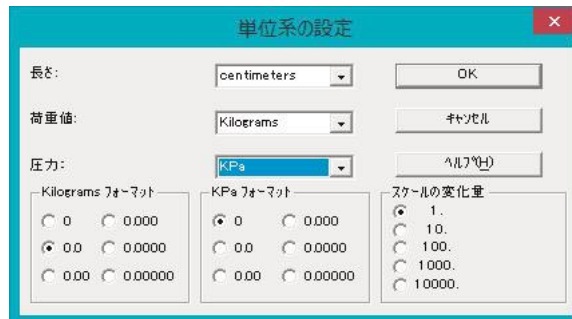 単位系の設定
長さ: centimeters OK
荷重値: Kilograms キャンセル
圧力: KPa ヘルプ(H)
Kilograms フォーマット KPa フォーマット スケールの変化量
0 0.000 0 0.000 1.
0.0 0.0000 0.0 0.0000 10.
100.
0.00 0.00000 0.00 0.00000 1000.
10000.